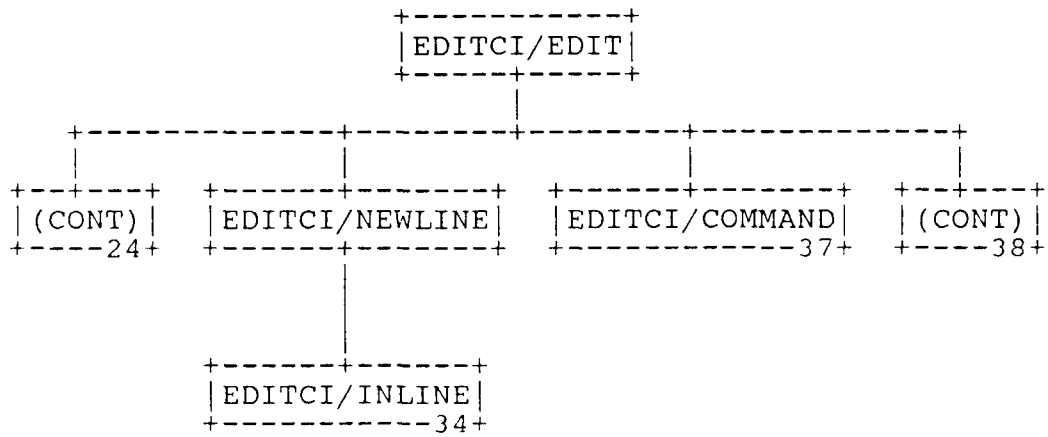 EDITCI/EDIT
(CONT) EDITCI/NEWLINE EDITCI/COMMAND (CONT)
24 37 38
EDITCI/INLINE
34